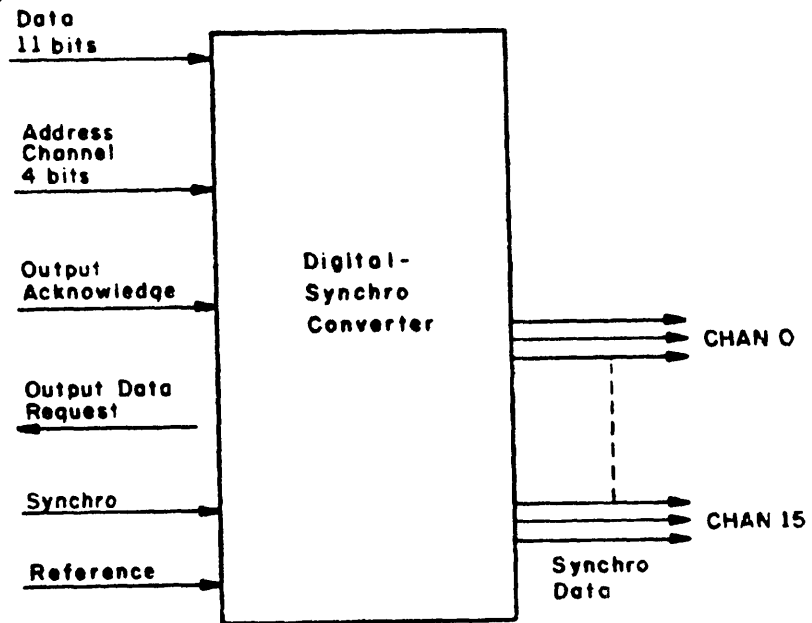 Data
11 bits
Address
Channel
4 bits
Output
Acknowledge
Output Data
Request
Synchro
Reference
Digital-
Synchro
Converter
CHAN 0
CHAN 15
Synchro
Data